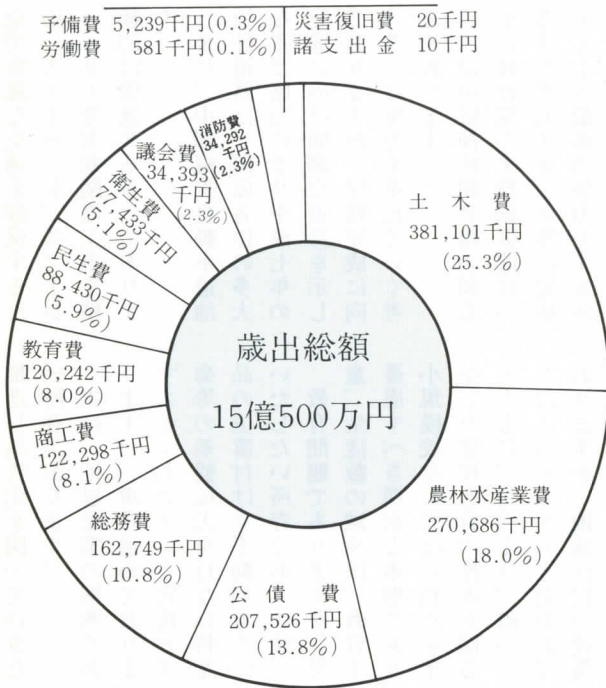 予備費 5,239千円(0.3%)
労働費 581千円(0.1%)
災害復旧費 20千円
諸支出金 10千円
消防費
34,292
千円
(2.3%)
議会費
34,393
千円
(2.3%)
衛生費
77,433千円
(5.1%)
民生費
88,430千円
(5.9%)
教育費
120,242千円
(8.0%)
商工費
122,298千円
(8.1%)
総務費
162,749千円
(10.8%)
公債費
207,526千円
(13.8%)
農林水産業費
270,686千円
(18.0%)
土木費
381,101千円
(25.3%)
歳出総額
15億500万円